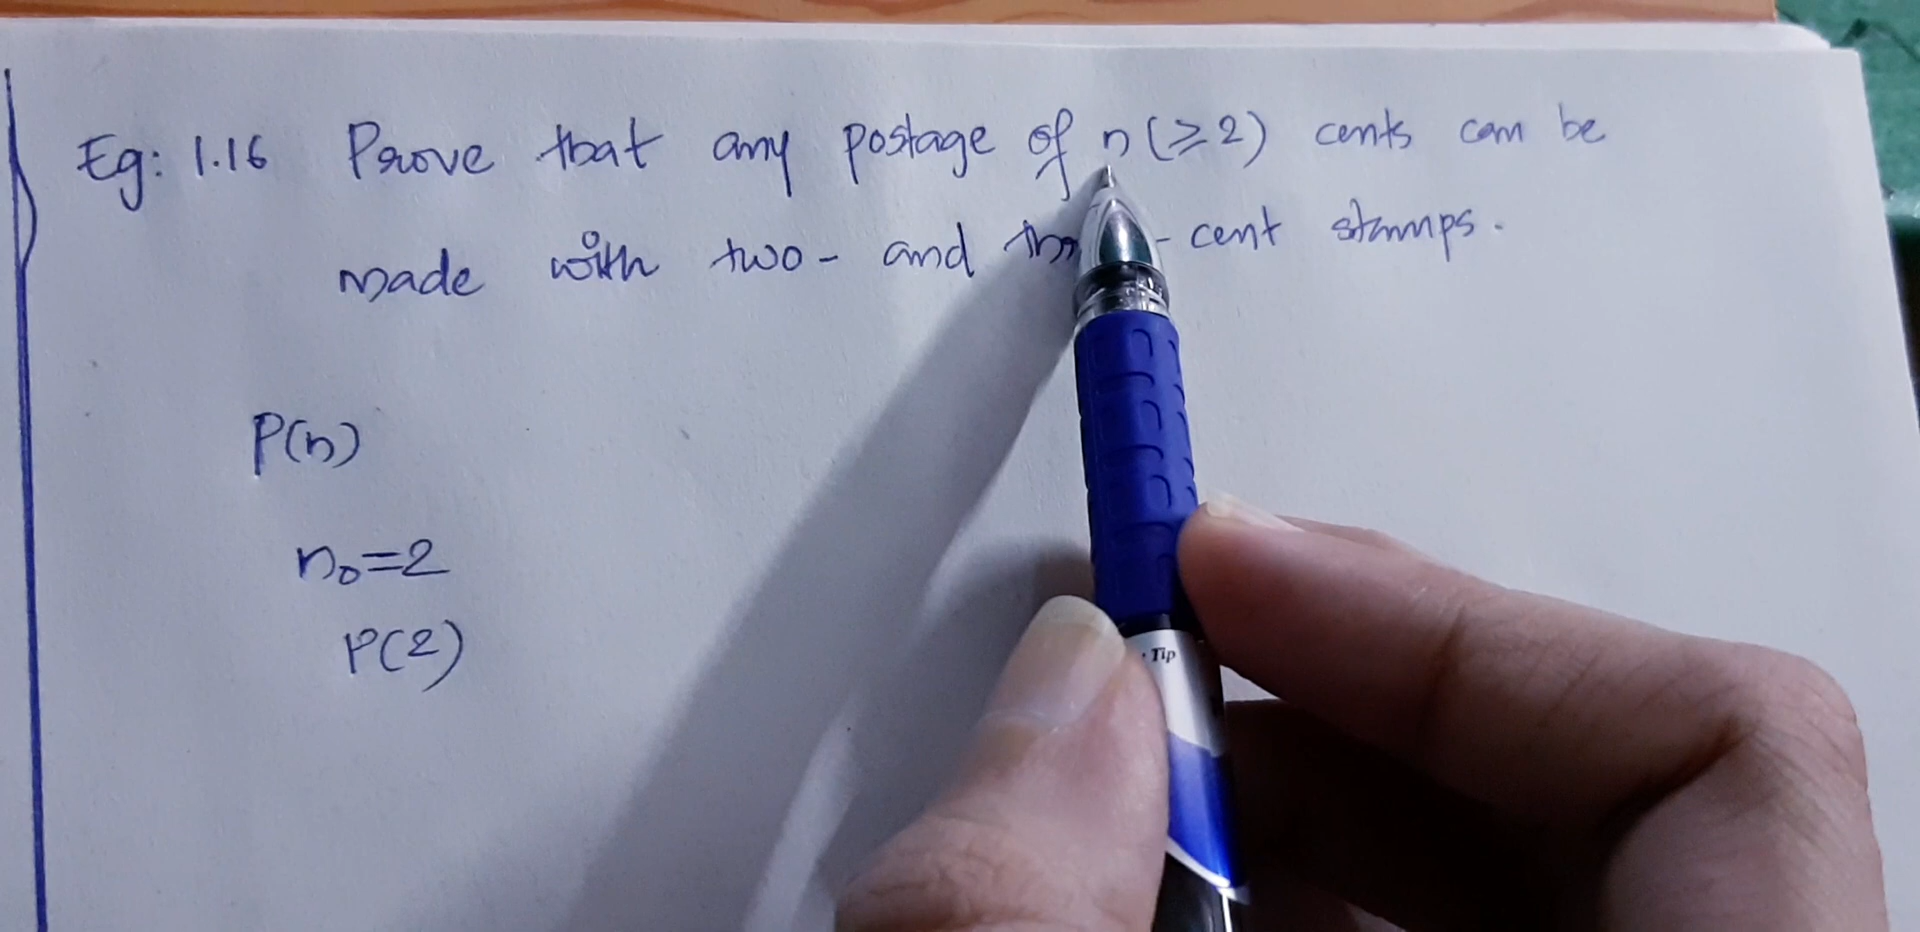 Eg: 1.16 Prove that any postage of n (≥2) cents can be
made with two- and - cent stamps.
P(n)
n₀=2
P(2)
Tip